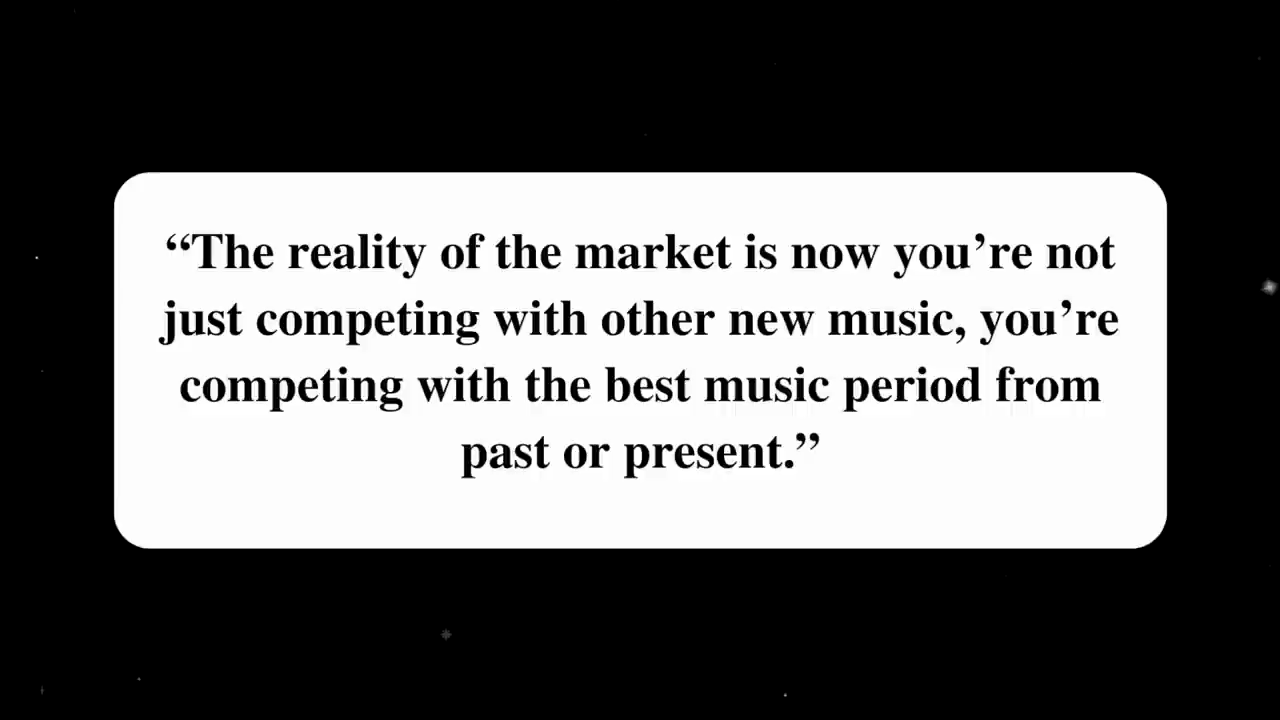 “The reality of the market is now you’re not
just competing with other new music, you’re
competing with the best music period from
past or present.”